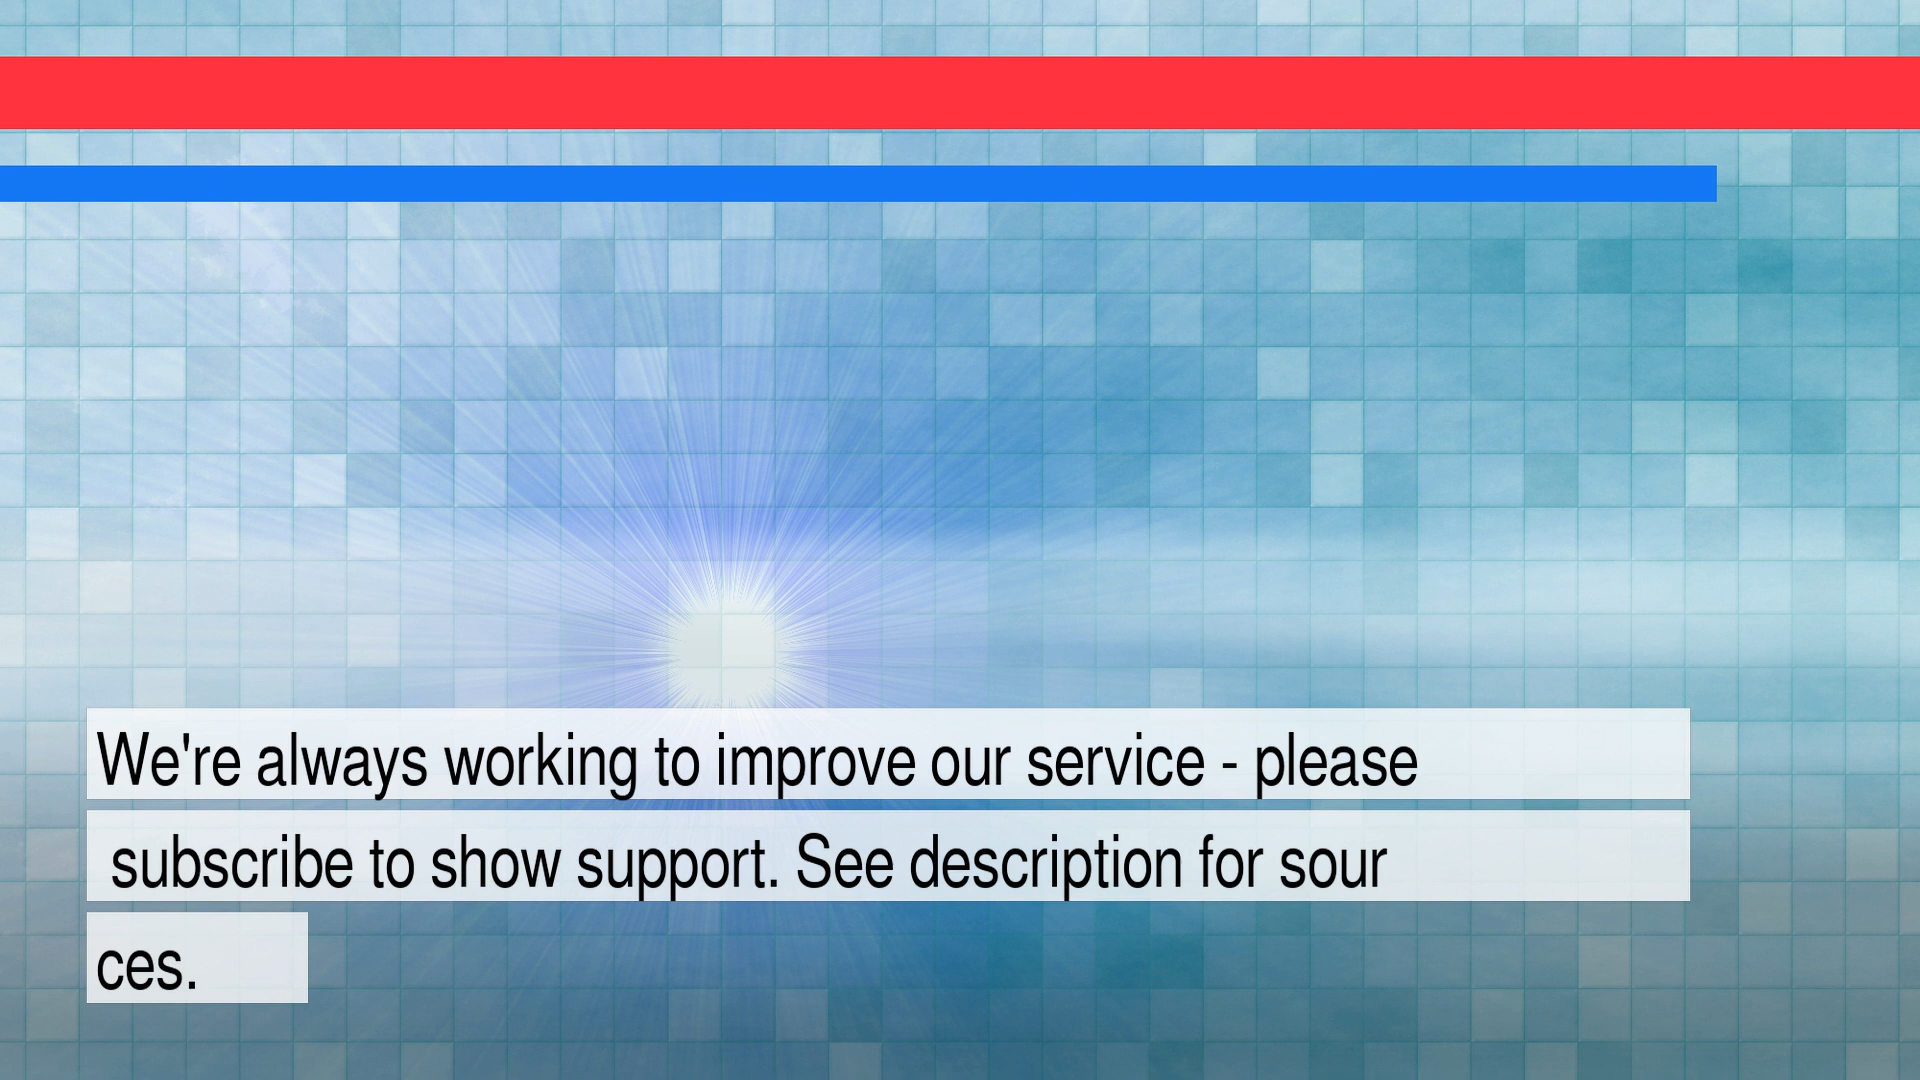 We're always working to improve our service - please
subscribe to show support. See description for sour
ces.